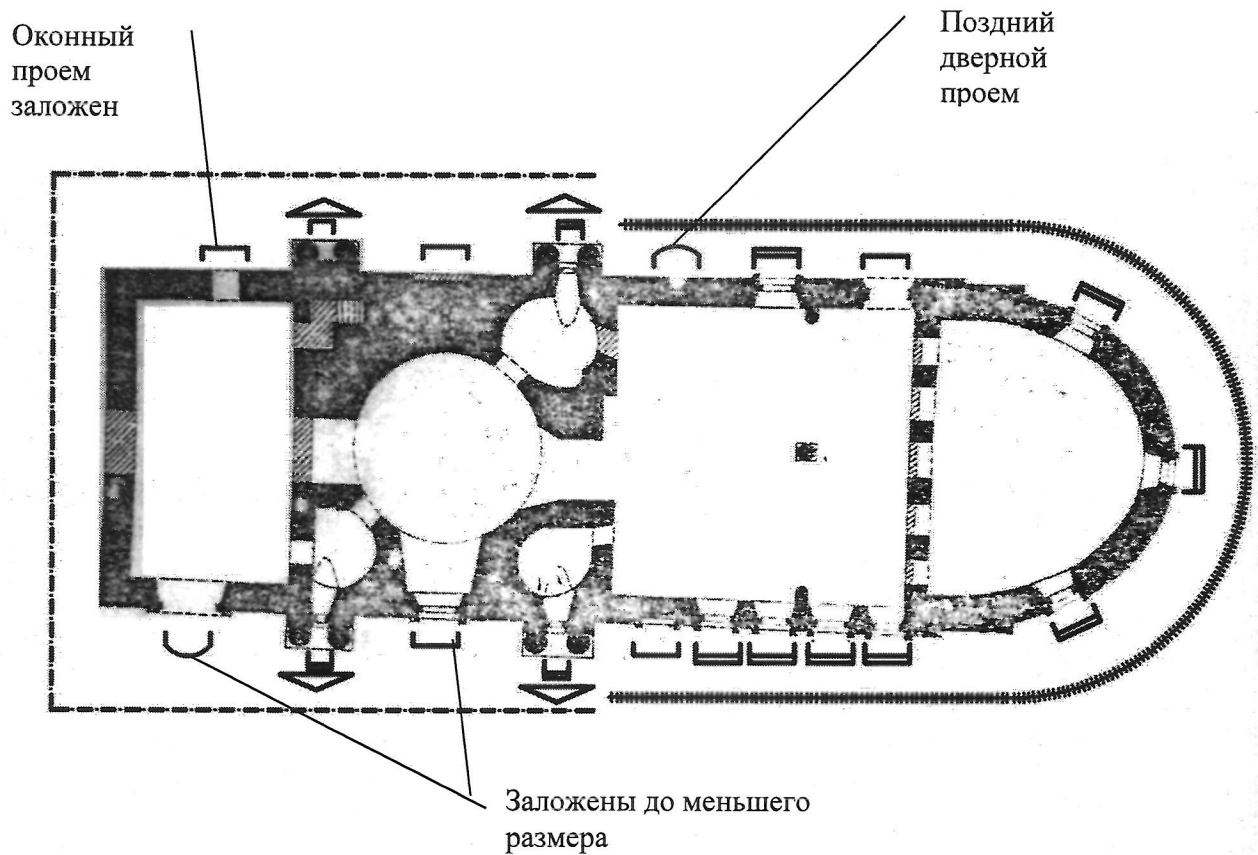 Оконный
проем
заложен
Поздний
дверной
проем
Заложены до меньшего
размера